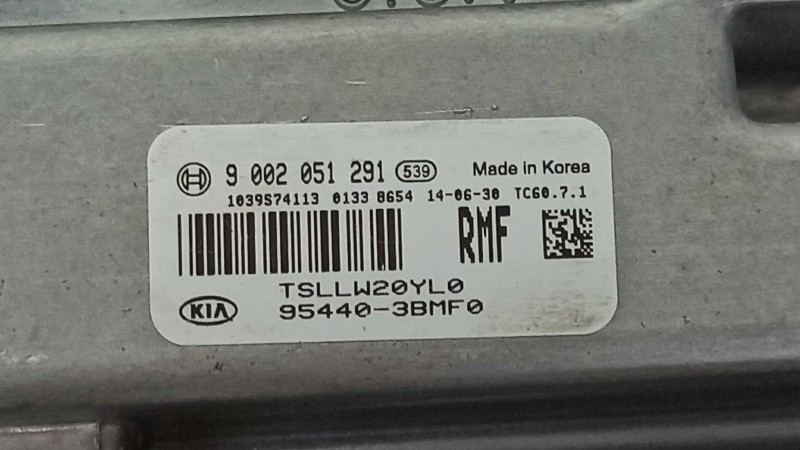 9 002 051 291 539 Made in Korea
1039S74113 0133 8654 14-06-30 TC60.7.1
RMF
TSLLW20YL0
KIA 95440-3BMF0